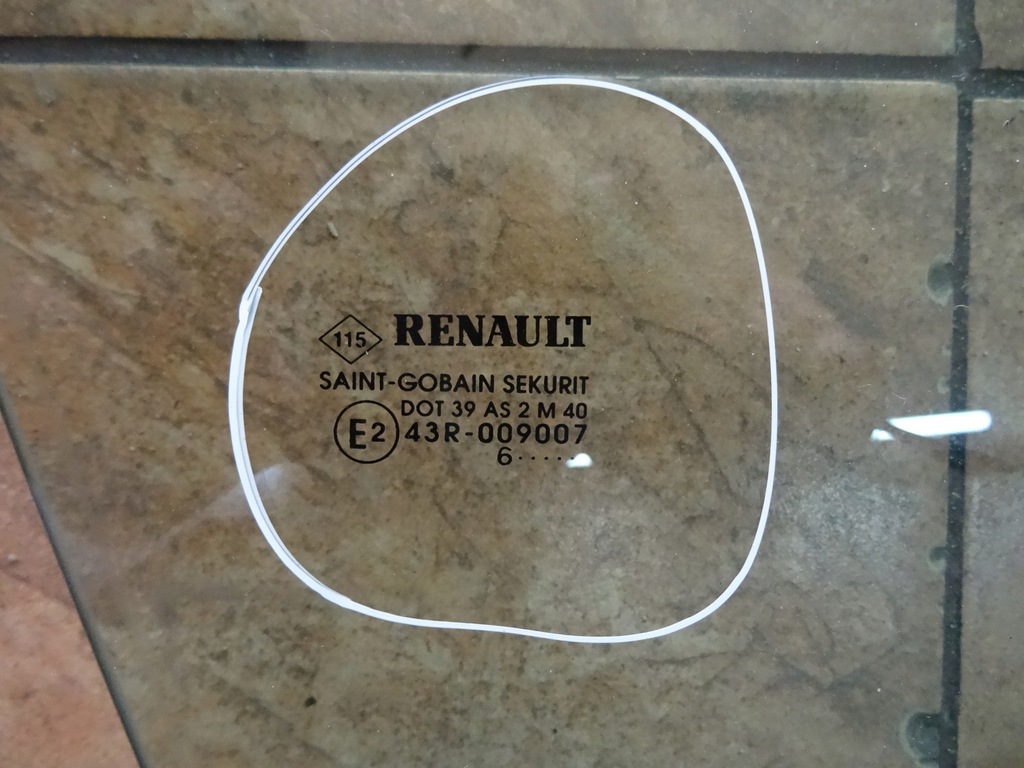 115 RENAULT
SAINT-GOBAIN SEKURIT
DOT 39 AS 2 M 40
E2 43R-009007
6·····